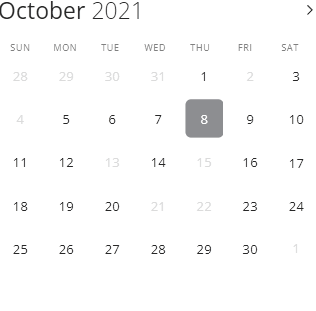 October 2021
SUN MON TUE WED THU FRI SAT
28 29 30 31 1 2 3
4 5 6 7 8 9 10
11 12 13 14 15 16 17
18 19 20 21 22 23 24
25 26 27 28 29 30 1